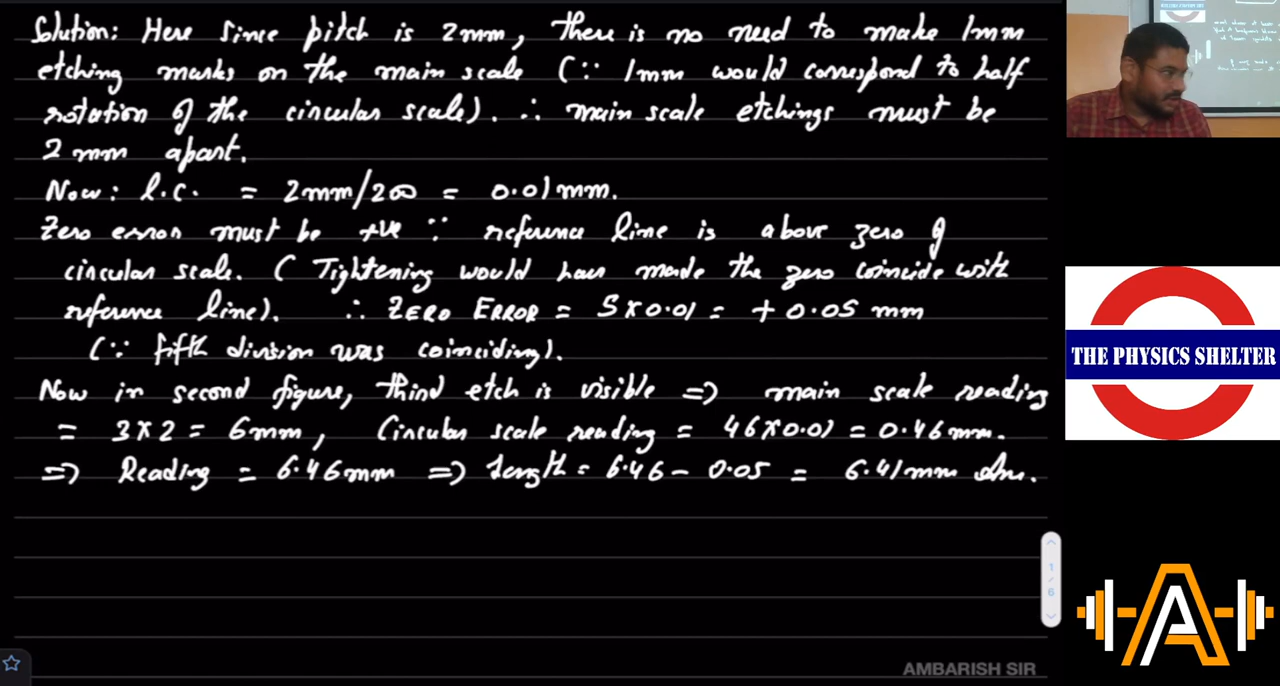 Solution: Here since pitch is 2mm, there is no need to make 1mm
etching marks on the main scale (∵ 1mm would correspond to half
rotation of the circular scale). ∴ main scale etchings must be
2 mm apart.
Now: L.C. = 2mm/200 = 0.01mm.
Zero error must be +ve ∵ reference line is above zero of
circular scale. (Tightening would have made the zero coincide with
reference line). ∴ ZERO ERROR = 5×0.01 = + 0.05 mm
(∵ fifth division was coinciding).
Now in second figure, third etch is visible => main scale reading
= 3×2 = 6mm, Circular scale reading = 46×0.01 = 0.46mm.
=> Reading = 6.46mm => Length = 6.46 - 0.05 = 6.41mm Ans.
THE PHYSICS SHELTER
1
/
6
A
AMBARISH SIR